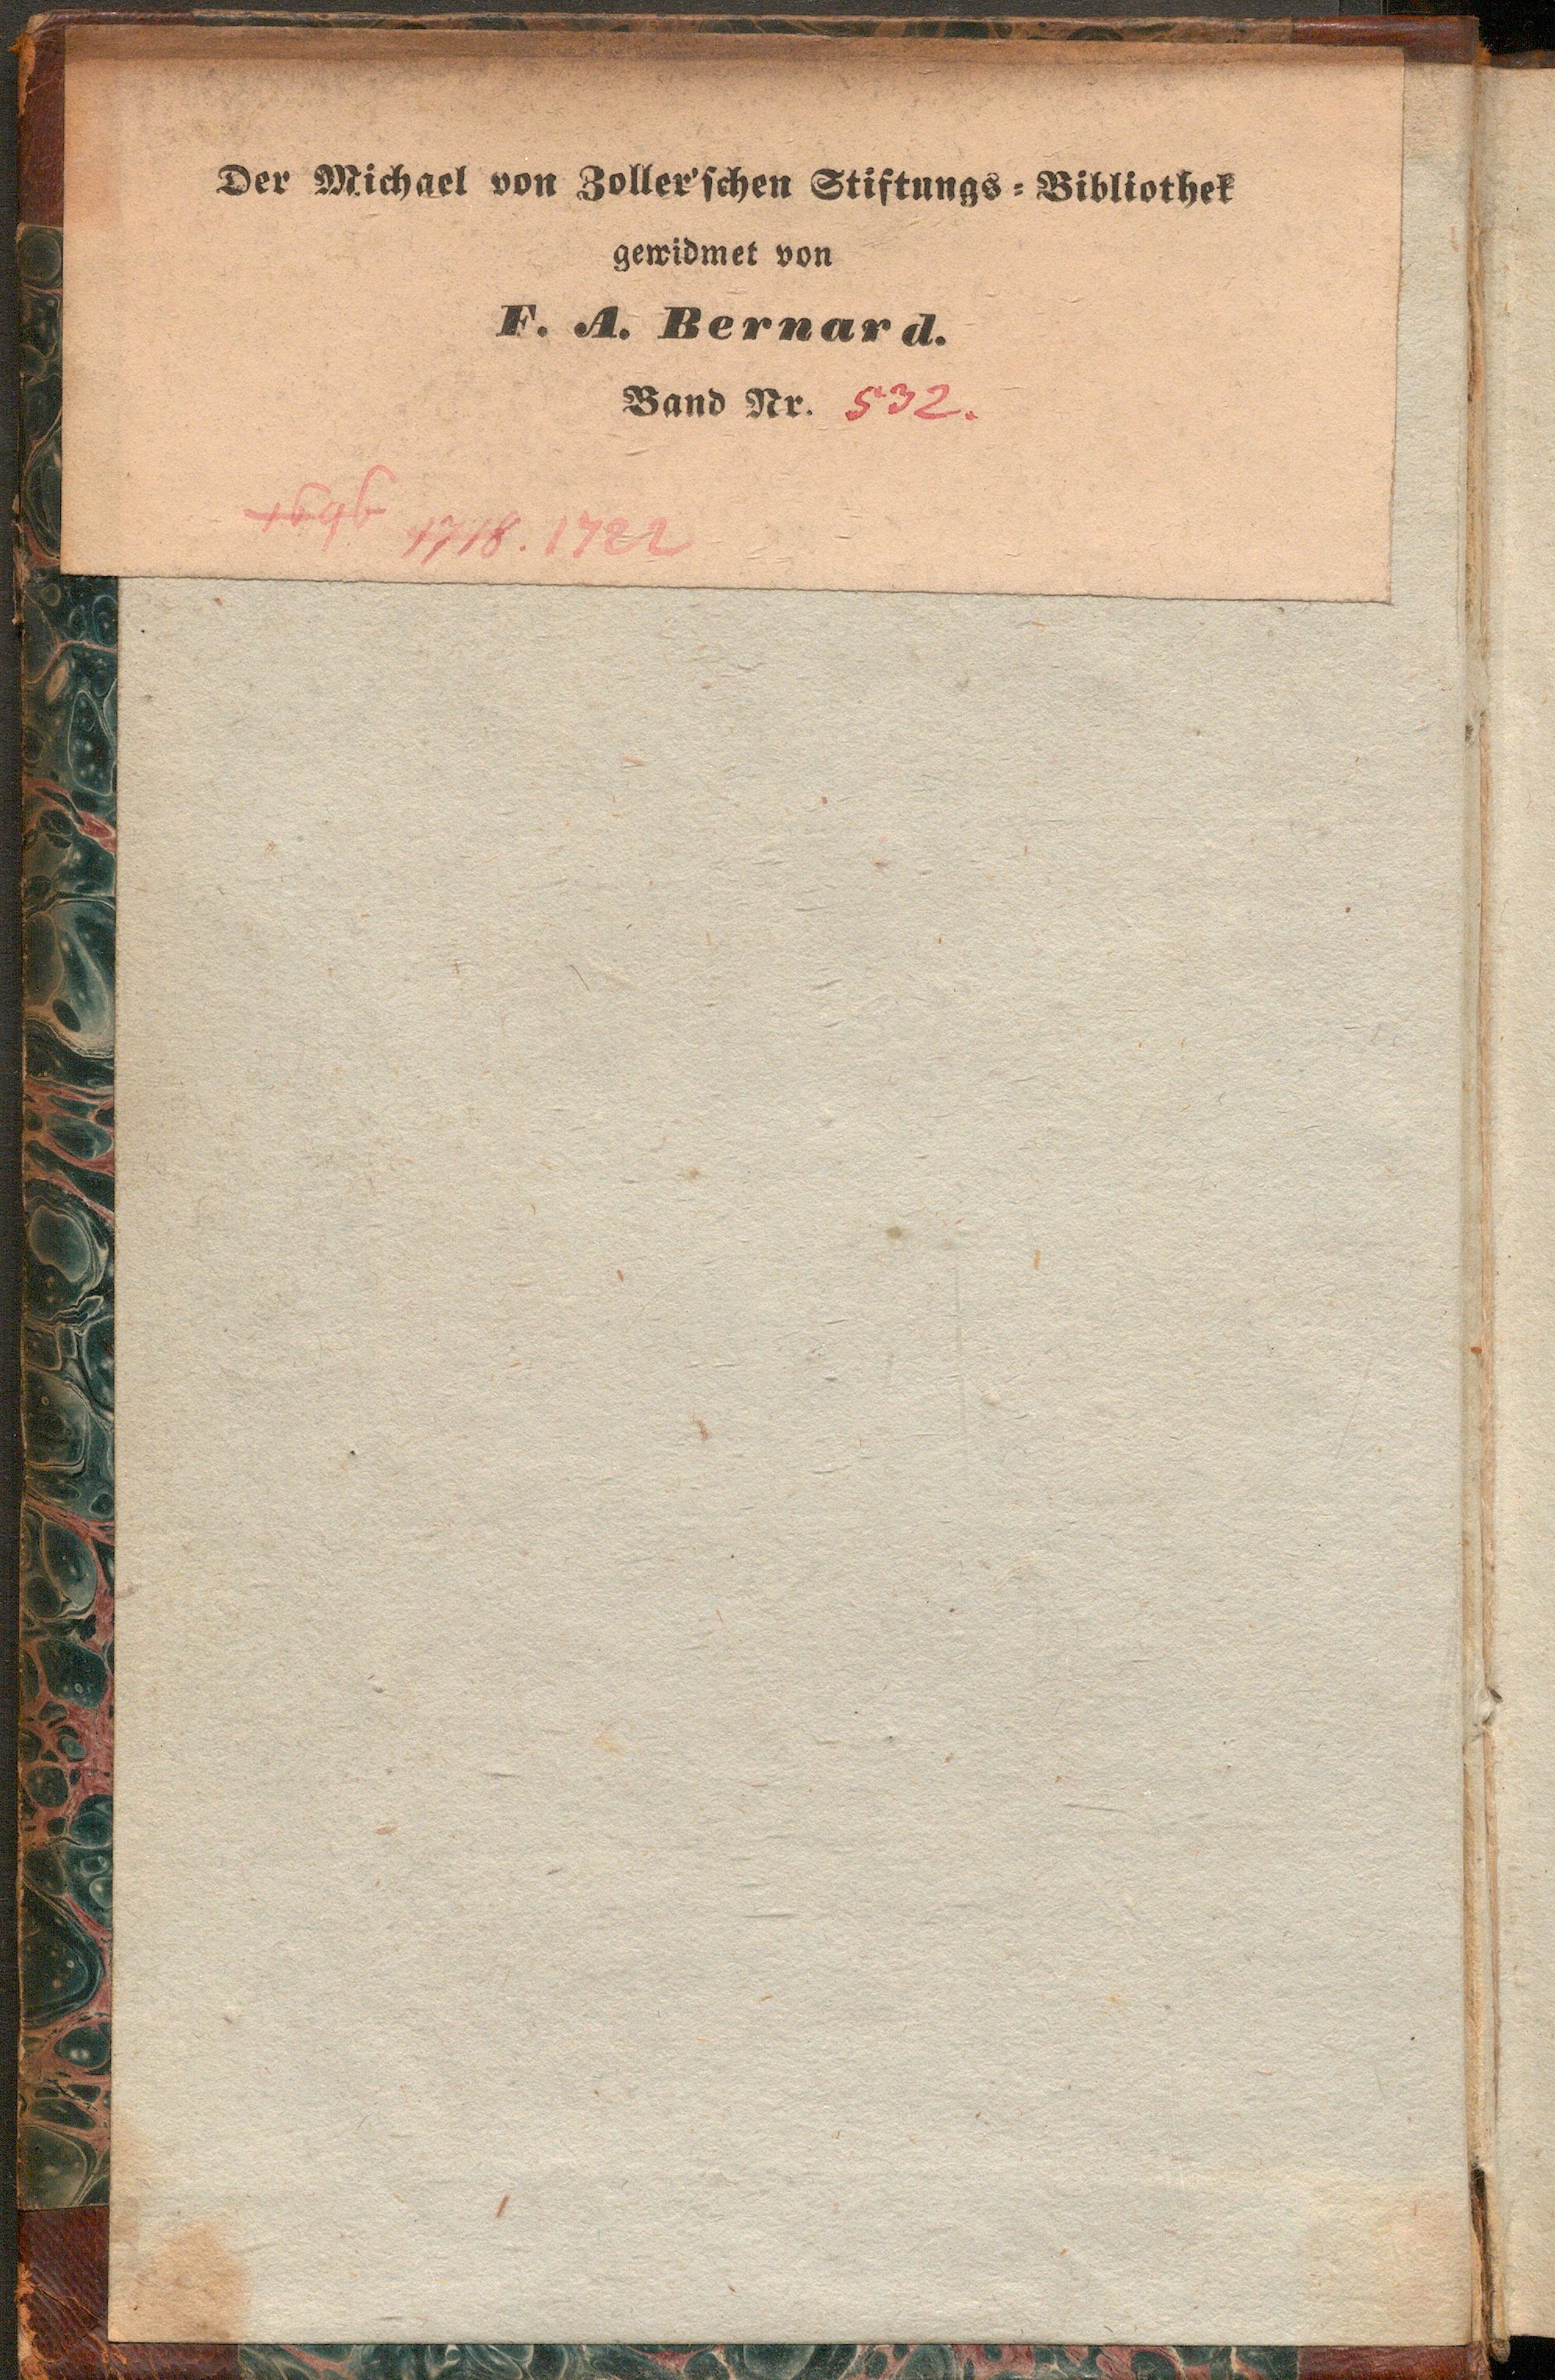 Der Michael von Zoller'schen Stiftungs-Bibliothek
gewidmet von
F. A. Bernard.
Band Nr. 532.
1718. 1722